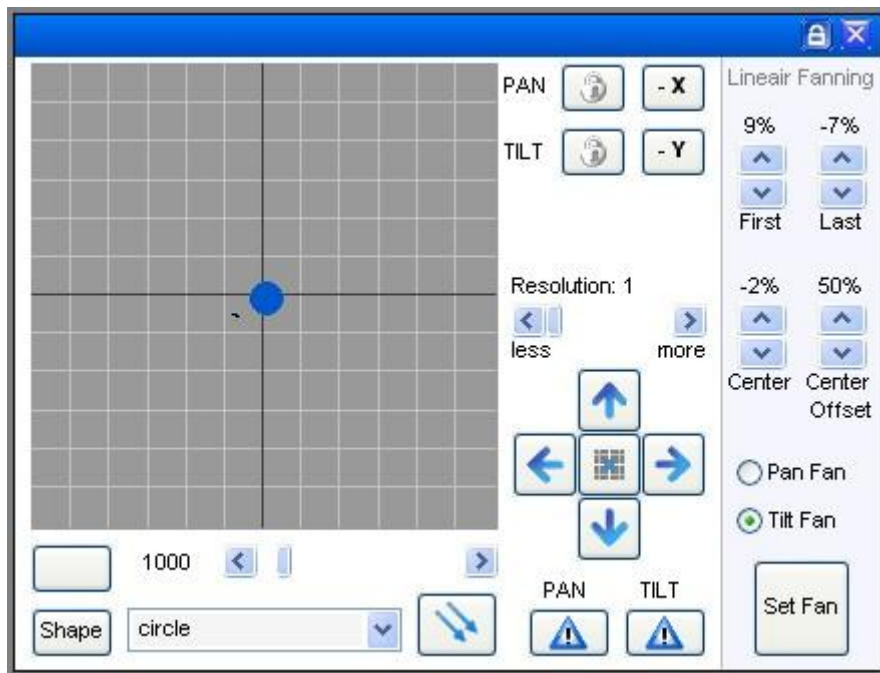 PAN - X
TILT - Y
Resolution: 1
less more
1000
Shape circle
PAN TILT
Lineair Fanning
9% -7%
First Last
-2% 50%
Center Center
Offset
Pan Fan
Tilt Fan
Set Fan